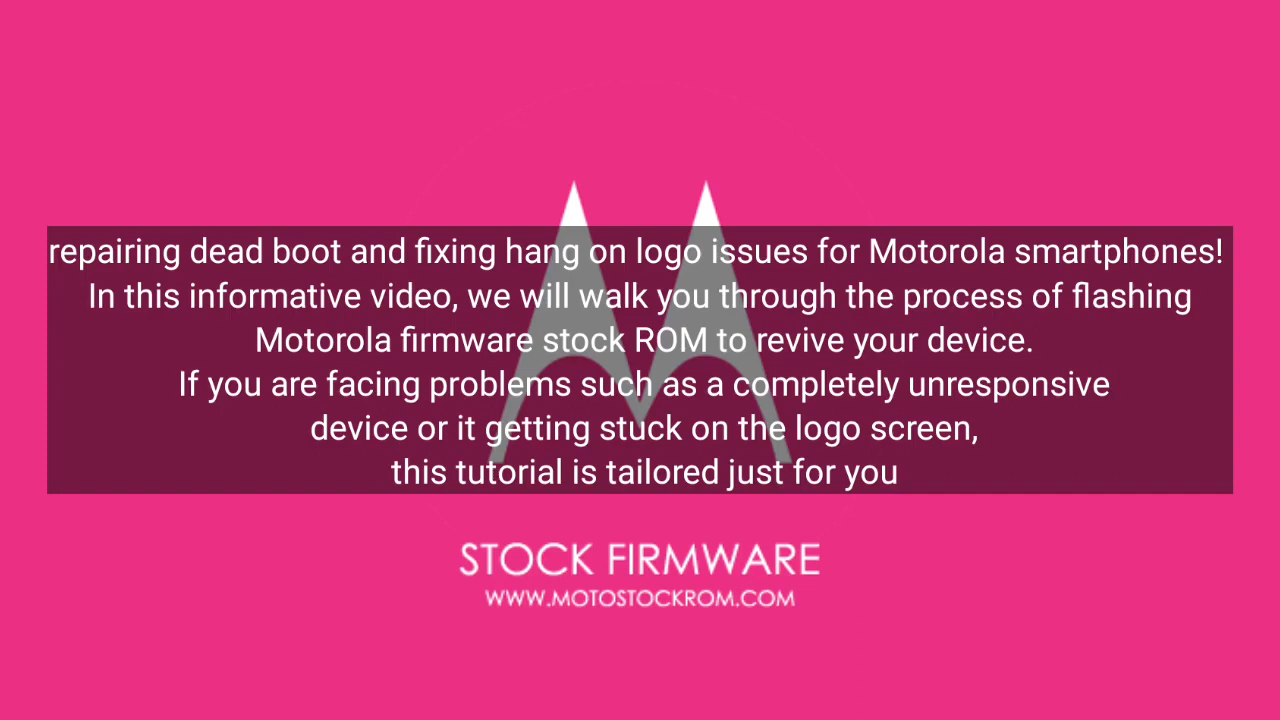 repairing dead boot and fixing hang on logo issues for Motorola smartphones!
In this informative video, we will walk you through the process of flashing
Motorola firmware stock ROM to revive your device.
If you are facing problems such as a completely unresponsive
device or it getting stuck on the logo screen,
this tutorial is tailored just for you
STOCK FIRMWARE
WWW.MOTOSTOCKROM.COM